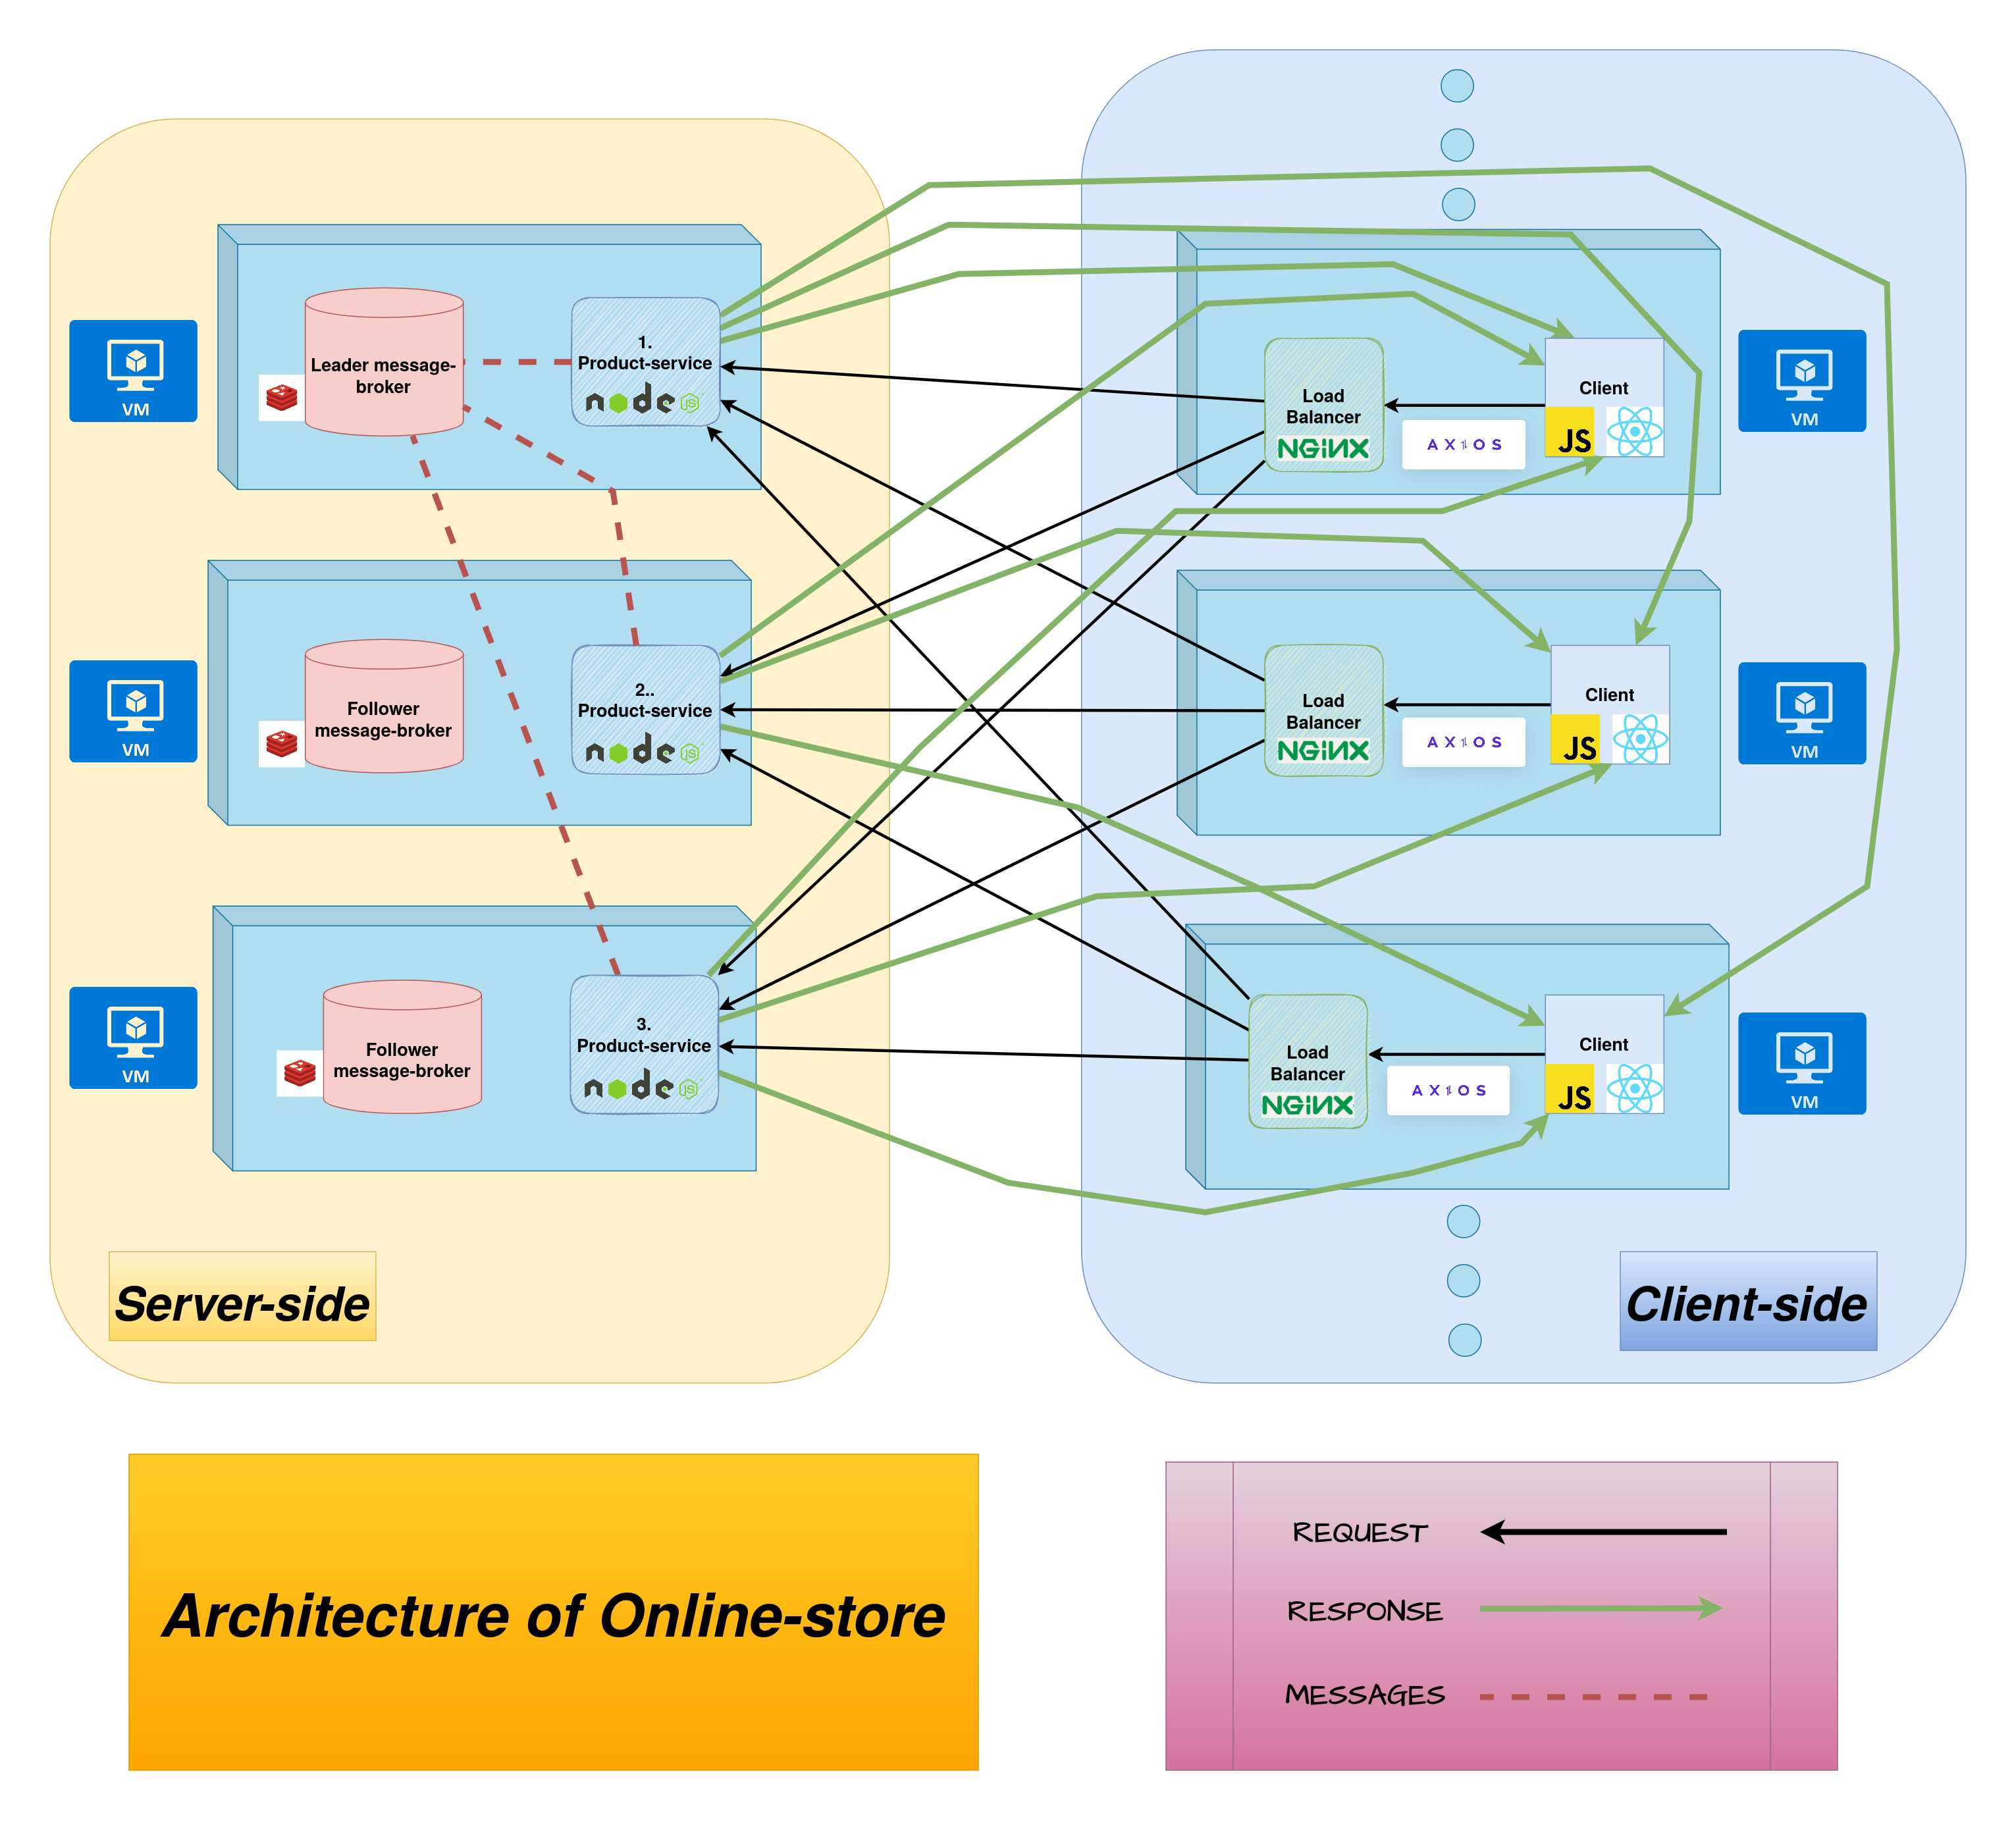 VM
Leader message-
broker
1.
Product-service
node JS
Load
Balancer
NGINX
AXIOS
Client
JS
VM
VM
Follower
message-broker
2..
Product-service
node JS
Load
Balancer
NGINX
AXIOS
Client
JS
VM
VM
Follower
message-broker
3.
Product-service
node JS
Load
Balancer
NGINX
AXIOS
Client
JS
VM
Server-side
Client-side
Architecture of Online-store
REQUEST
RESPONSE
MESSAGES